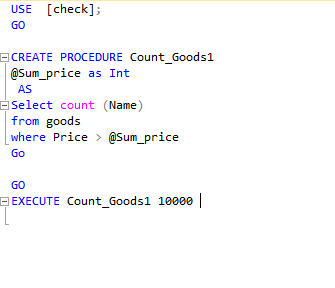 USE [check];
GO
CREATE PROCEDURE Count_Goods1
@Sum_price as Int
AS
Select count (Name)
from goods
where Price > @Sum_price
Go
GO
EXECUTE Count_Goods1 10000